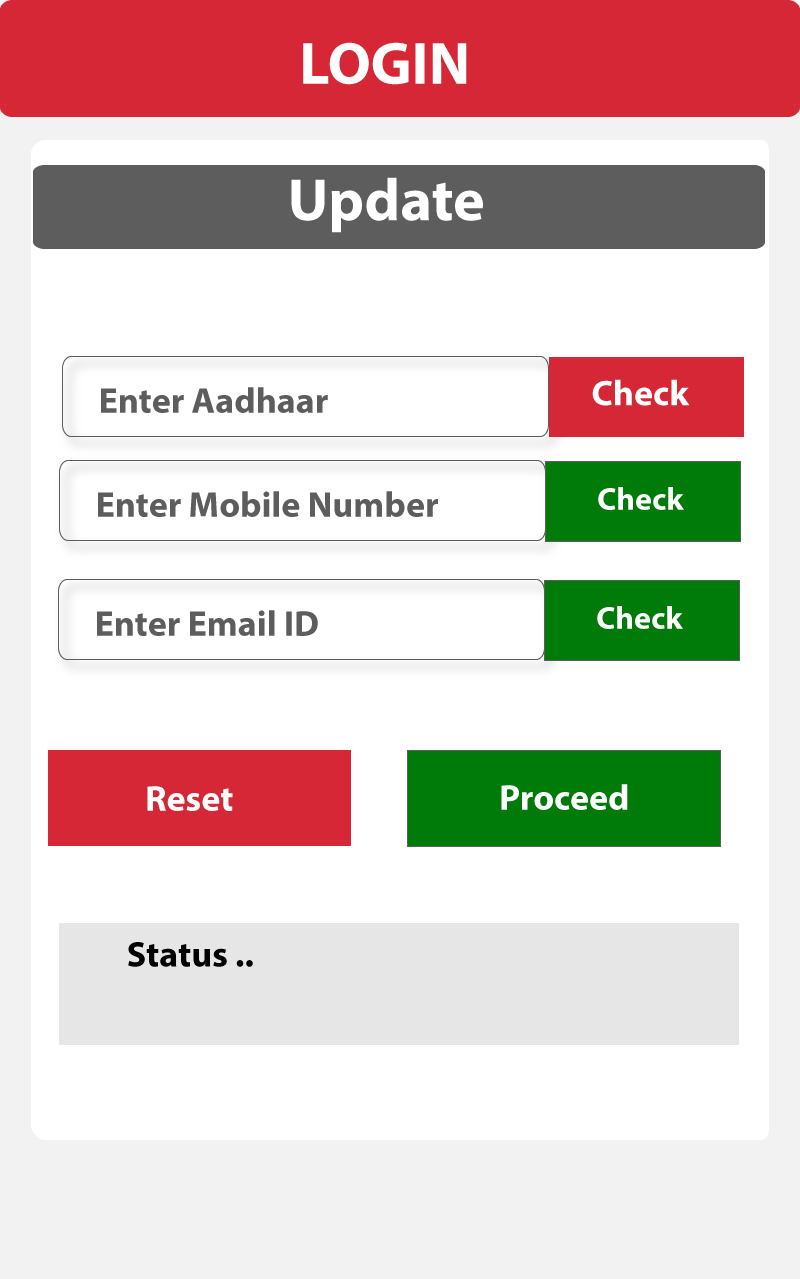 LOGIN
Update
Enter Aadhaar
Check
Enter Mobile Number
Check
Enter Email ID
Check
Reset
Proceed
Status ..